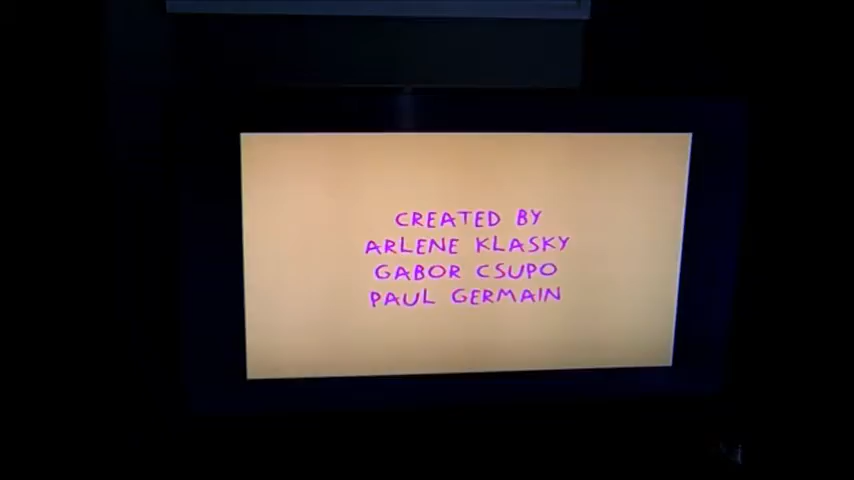 CREATED BY
ARLENE KLASKY
GABOR CSUPO
PAUL GERMAIN